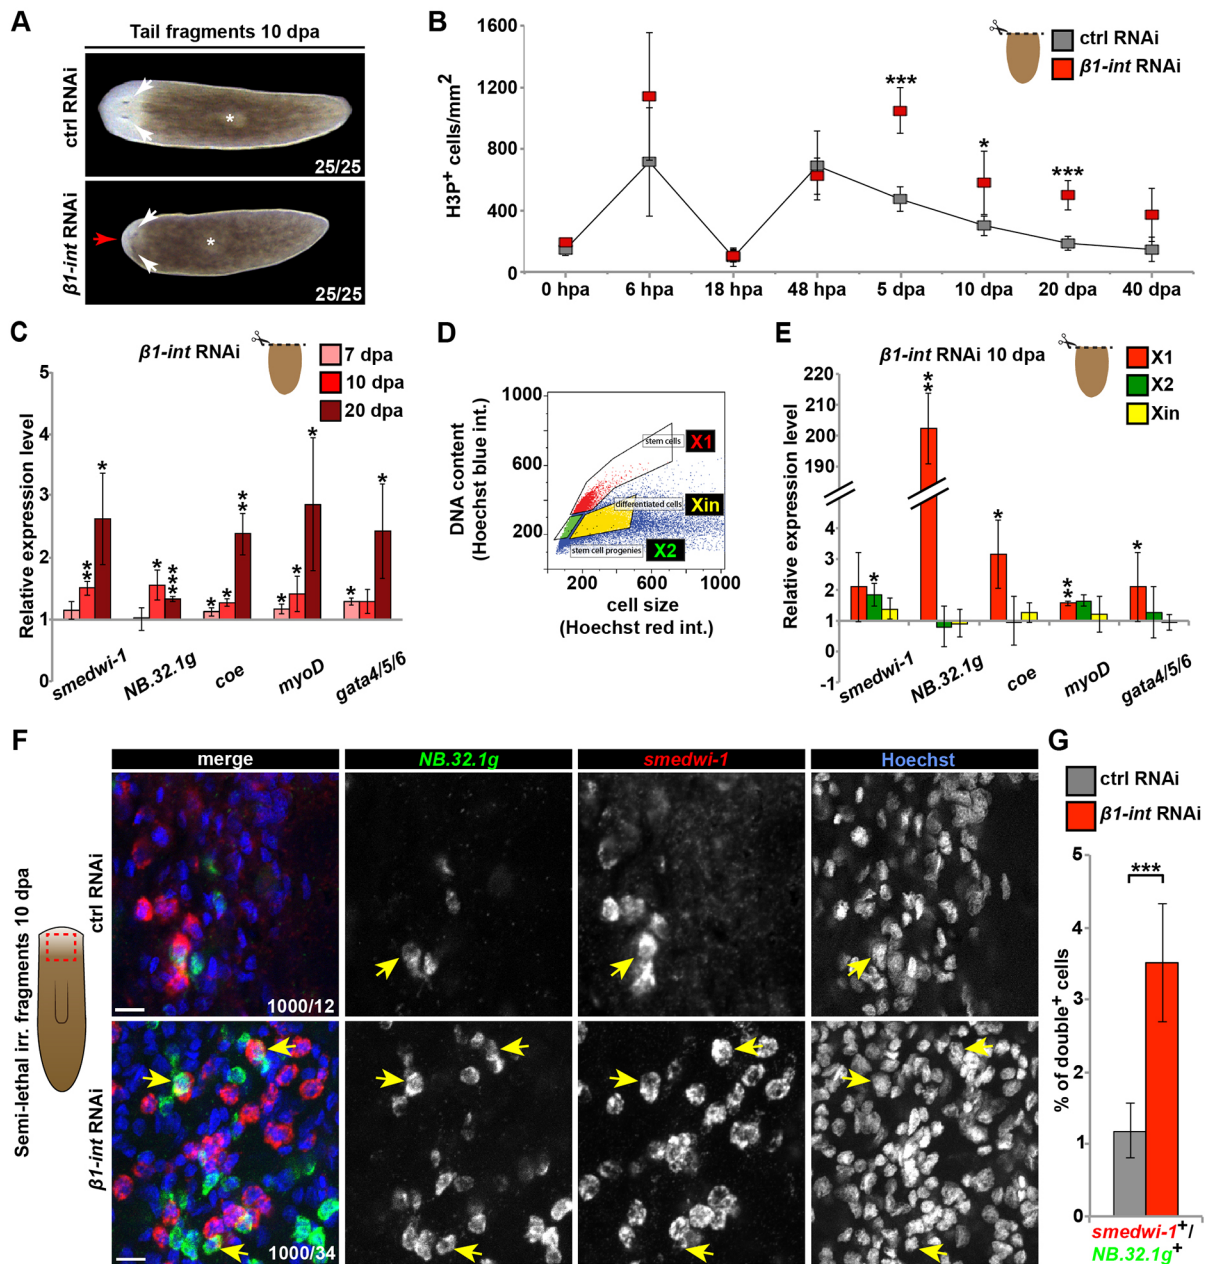 A
Tail fragments 10 dpa
ctrl RNAi
25/25
β1-int RNAi
25/25
B
H3P+ cells/mm2
1600
1200
800
400
0
0 hpa 6 hpa 18 hpa 48 hpa 5 dpa 10 dpa 20 dpa 40 dpa
ctrl RNAi
β1-int RNAi
***
*
***
C
β1-int RNAi
7 dpa
10 dpa
20 dpa
Relative expression level
5
4
3
2
1
0
smedwi-1 NB.32.1g coe myoD gata4/5/6
D
DNA content
(Hoechst blue int.)
1000
600
200
stem cells X1
differentiated cells Xin
stem cell progenies X2
200 600 1000
cell size
(Hoechst red int.)
E
β1-int RNAi 10 dpa
X1
X2
Xin
Relative expression level
220
210
200
190
4
3
2
1
0
-1
smedwi-1 NB.32.1g coe myoD gata4/5/6
F
merge NB.32.1g smedwi-1 Hoechst
Semi-lethal irr. fragments 10 dpa
ctrl RNAi
1000/12
β1-int RNAi
1000/34
G
ctrl RNAi
β1-int RNAi
% of double+ cells
5
4
3
2
1
0
***
smedwi-1+/
NB.32.1g+